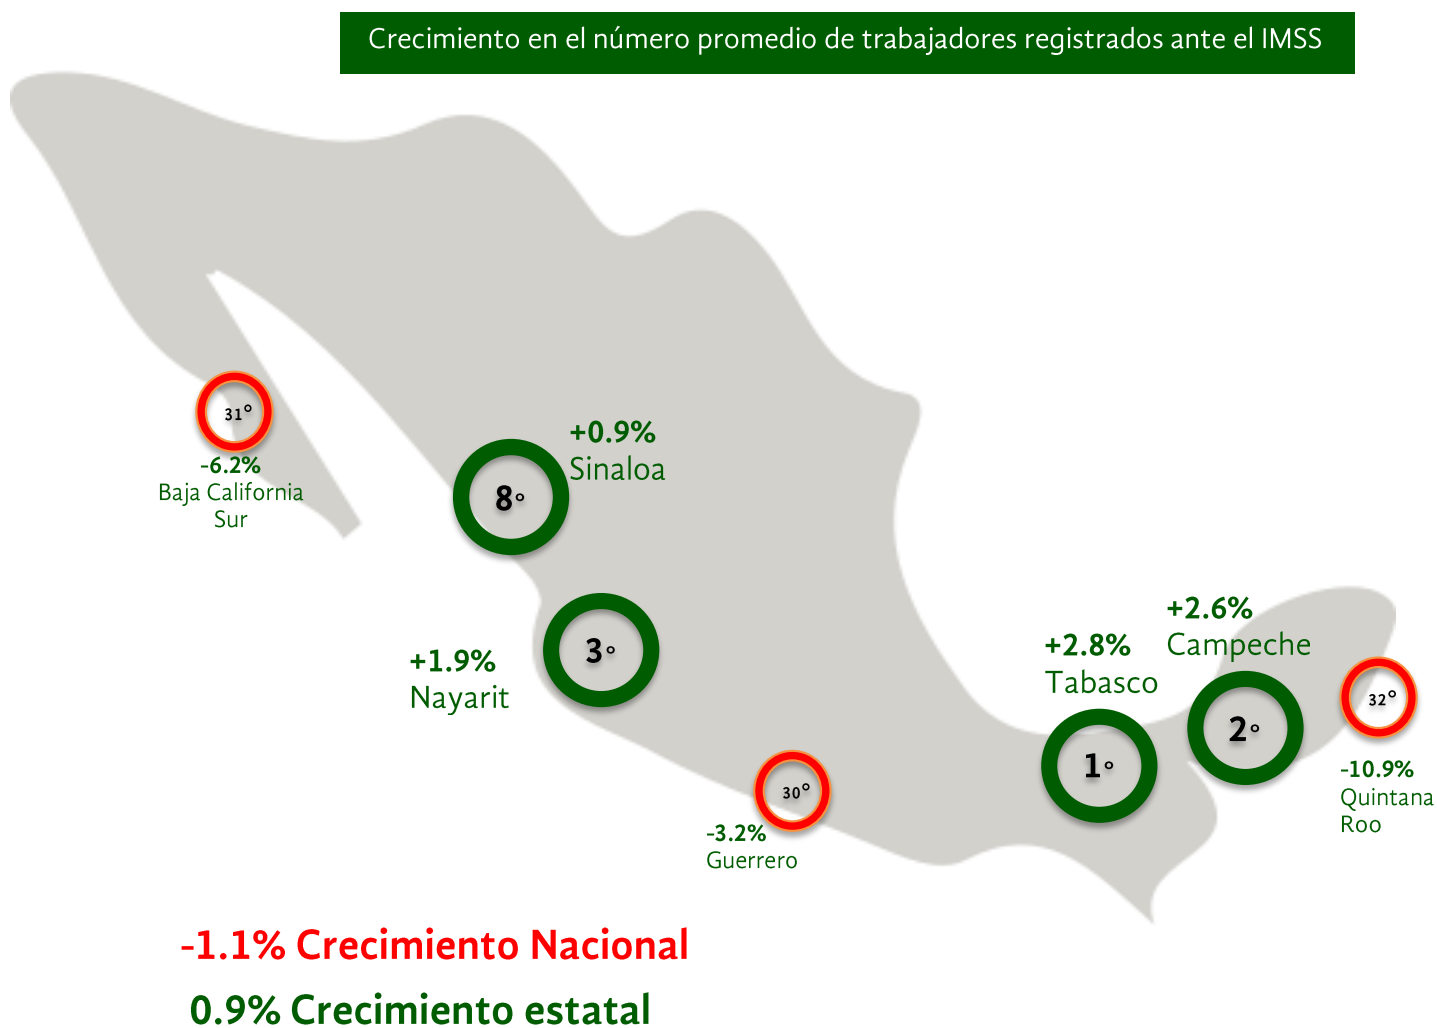 Crecimiento en el número promedio de trabajadores registrados ante el IMSS
31°
-6.2%
Baja California
Sur
+0.9%
Sinaloa
8°
3°
+1.9%
Nayarit
30°
-3.2%
Guerrero
+2.8%
Tabasco
1°
+2.6%
Campeche
2°
32°
-10.9%
Quintana
Roo
-1.1% Crecimiento Nacional
0.9% Crecimiento estatal